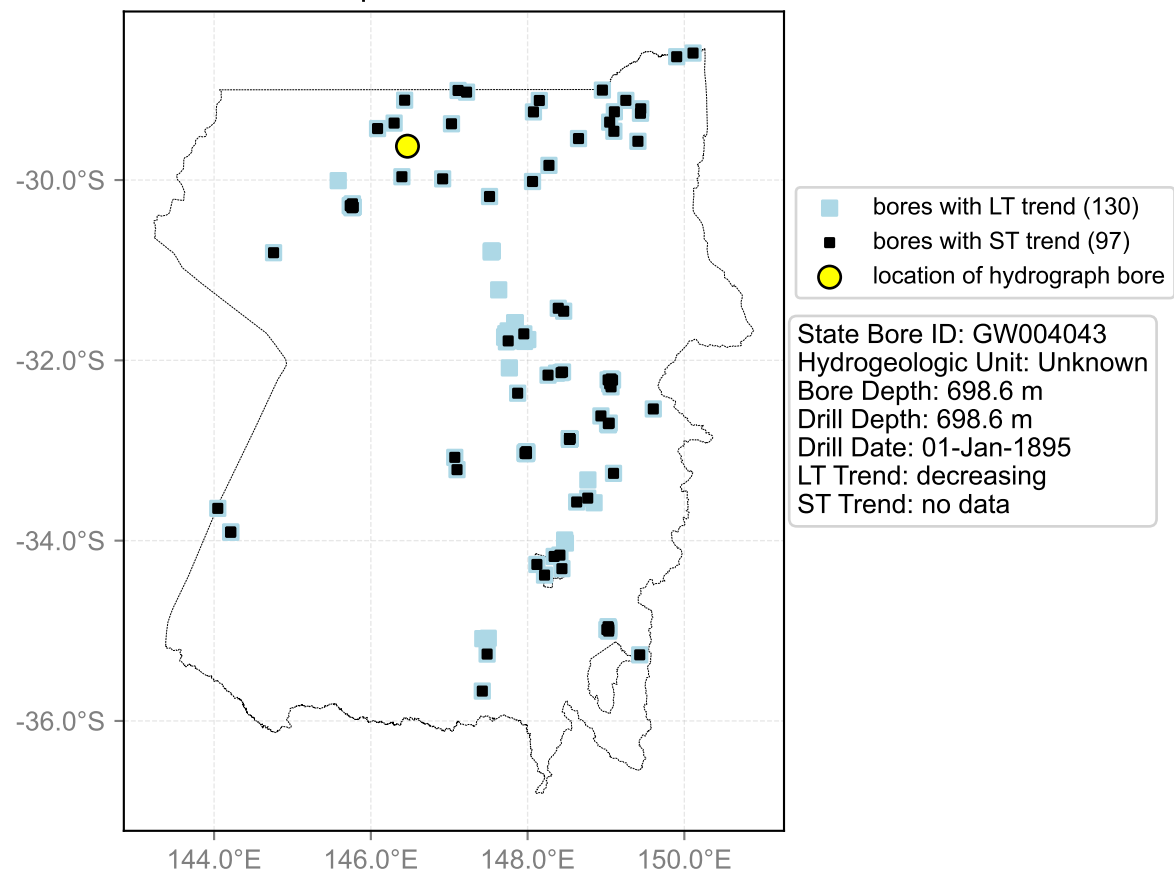 -30.0°S
-32.0°S
-34.0°S
-36.0°S
144.0°E
146.0°E
148.0°E
150.0°E
bores with LT trend (130)
bores with ST trend (97)
location of hydrograph bore
State Bore ID: GW004043
Hydrogeologic Unit: Unknown
Bore Depth: 698.6 m
Drill Depth: 698.6 m
Drill Date: 01-Jan-1895
LT Trend: decreasing
ST Trend: no data